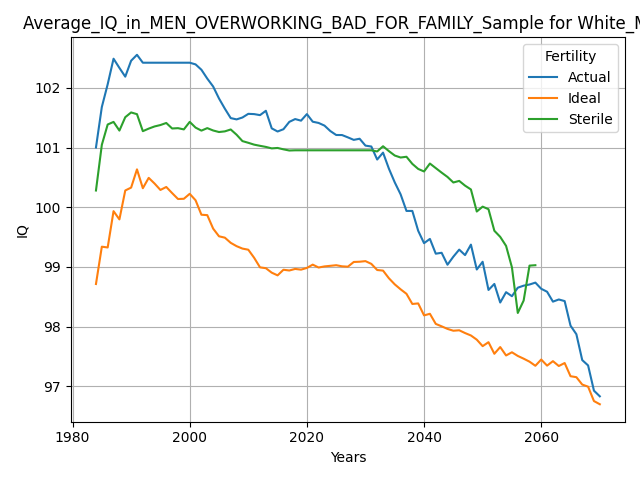 Average_IQ_in_MEN_OVERWORKING_BAD_FOR_FAMILY_Sample for White_M
Fertility
Actual
Ideal
Sterile
102
101
100
99
98
97
IQ
1980
2000
2020
2040
2060
Years